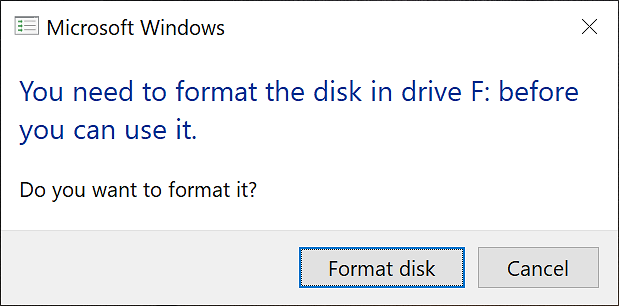 Microsoft Windows
You need to format the disk in drive F: before
you can use it.
Do you want to format it?
Format disk
Cancel